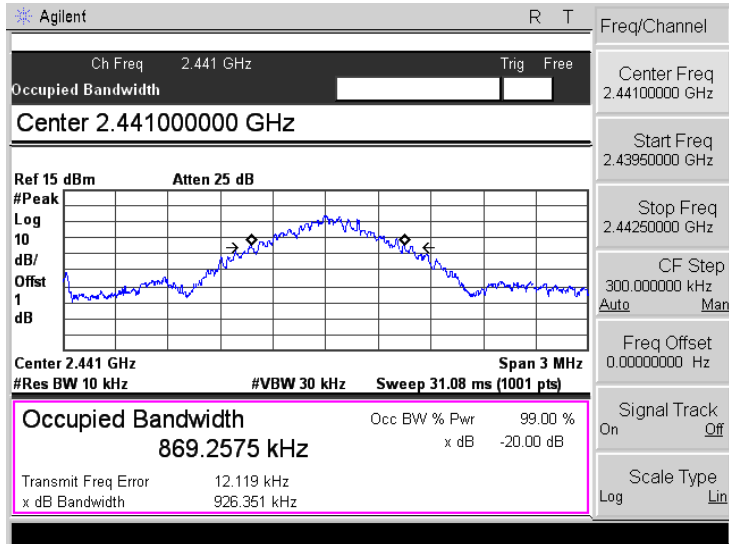 Agilent R T
Ch Freq 2.441 GHz Trig Free
Occupied Bandwidth
Center 2.441000000 GHz
Ref 15 dBm Atten 25 dB
#Peak
Log
10
dB/
Offst
1
dB
Center 2.441 GHz Span 3 MHz
#Res BW 10 kHz #VBW 30 kHz Sweep 31.08 ms (1001 pts)
Occupied Bandwidth
869.2575 kHz
Occ BW % Pwr 99.00 %
x dB -20.00 dB
Transmit Freq Error 12.119 kHz
x dB Bandwidth 926.351 kHz
Freq/Channel
Center Freq
2.44100000 GHz
Start Freq
2.43950000 GHz
Stop Freq
2.44250000 GHz
CF Step
300.000000 kHz
Auto Man
Freq Offset
0.00000000 Hz
Signal Track
On Off
Scale Type
Log Lin